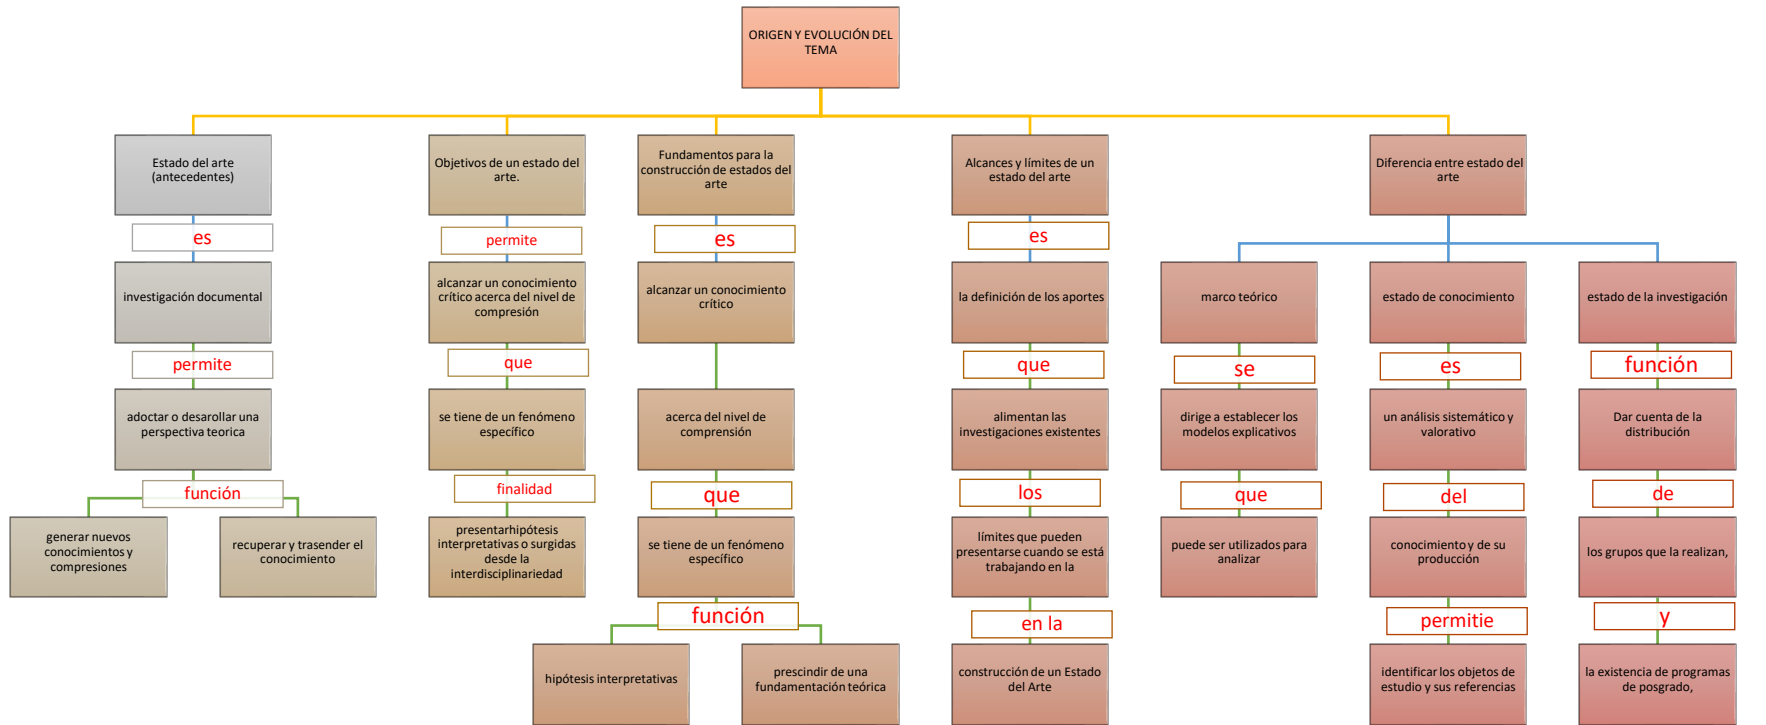 ORIGEN Y EVOLUCIÓN DEL
TEMA
Estado del arte
(antecedentes)
es
investigación documental
permite
adoctar o desarollar una
perspectiva teorica
función
generar nuevos
conocimientos y
compresiones
recuperar y trasender el
conocimiento
Objetivos de un estado del
arte.
permite
alcanzar un conocimiento
crítico acerca del nivel de
compresión
que
se tiene de un fenómeno
específico
finalidad
presentarhipótesis
interpretativas o surgidas
desde la
interdisciplinariedad
Fundamentos para la
construcción de estados del
arte
es
alcanzar un conocimiento
crítico
acerca del nivel de
comprensión
que
se tiene de un fenómeno
específico
función
hipótesis interpretativas
prescindir de una
fundamentación teórica
Alcances y límites de un
estado del arte
es
la definición de los aportes
que
alimentan las
investigaciones existentes
los
límites que pueden
presentarse cuando se está
trabajando en la
en la
construcción de un Estado
del Arte
Diferencia entre estado del
arte
marco teórico
se
dirige a establecer los
modelos explicativos
que
puede ser utilizados para
analizar
estado de conocimiento
es
un análisis sistemático y
valorativo
del
conocimiento y de su
producción
permitie
identificar los objetos de
estudio y sus referencias
estado de la investigación
función
Dar cuenta de la
distribución
de
los grupos que la realizan,
y
la existencia de programas
de posgrado,